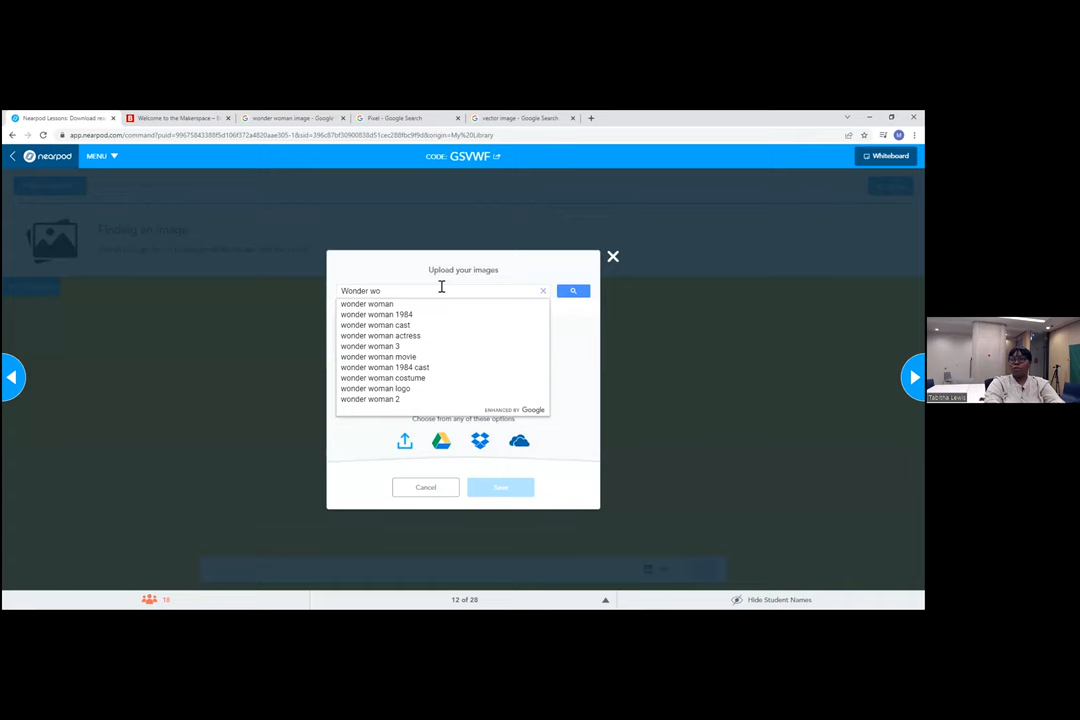 Nearpod Lessons: Download rea
Welcome to the Makerspace – B
wonder woman image - Google
Pixel - Google Search
vector image - Google Search
nearpod
MENU
CODE: GSVWF
Whiteboard
Finding an image
Upload your images
Wonder wo
wonder woman
wonder woman 1984
wonder woman cast
wonder woman actress
wonder woman 3
wonder woman movie
wonder woman 1984 cast
wonder woman costume
wonder woman logo
wonder woman 2
ENHANCED BY Google
Choose from any of these options
Cancel
Save
18
12 of 28
Hide Student Names
Tabitha Lewis